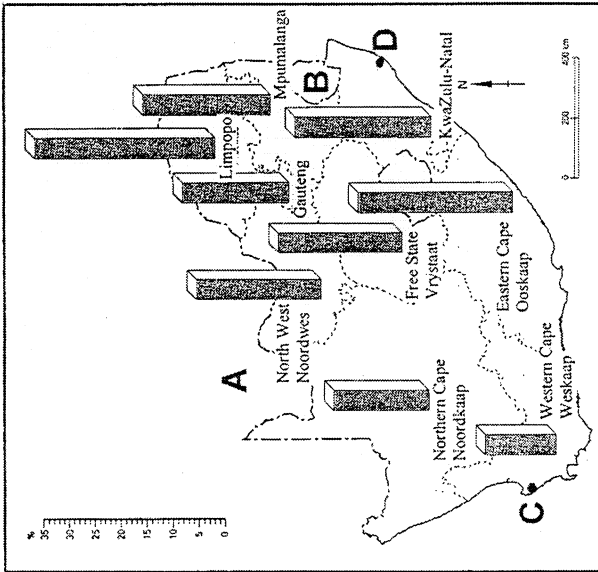 %
35
30
25
20
15
10
5
0
Limpopo
Mpumalanga
Gauteng
A
B
D
North West
Noordwes
Free State
Vrystaat
KwaZulu-Natal
N
Northern Cape
Noordkaap
Eastern Cape
Ooskaap
Western Cape
Weskaap
C
0 200 400 km